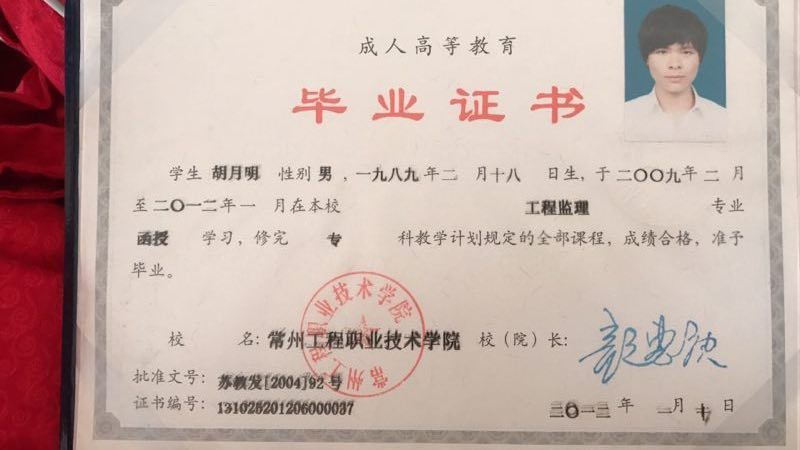 成人高等教育
毕业证书
学生 胡月明 性别 男，一九八九年二月十八日生，于二〇〇九年二月
至二〇一二年一月在本校 工程监理 专业
函授 学习，修完 专 科教学计划规定的全部课程，成绩合格，准予
毕业。
校 名：常州工程职业技术学院 校（院）长：
批准文号：苏教发[2004]92号
证书编号：131025201206000037
二〇一二年一月十日
常州工程职业技术学院